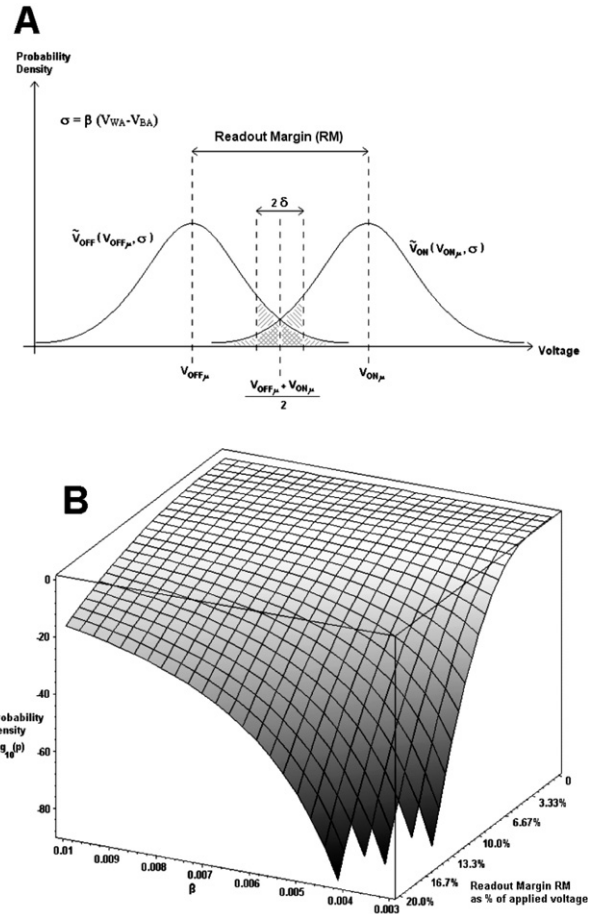 A
Probability
Density
σ = β (VWA-VBA)
Readout Margin (RM)
2 δ
ṼOFF (VOFFμ, σ)
ṼON (VONμ, σ)
Voltage
VOFFμ
VOFFμ + VONμ
2
VONμ
B
0
-20
-40
-60
-80
obability
ensity
g10(p)
0.01
0.009
0.008
0.007
0.006
0.005
0.004
0.003
β
0
3.33%
6.67%
10.0%
13.3%
16.7%
20.0%
Readout Margin RM
as % of applied voltage